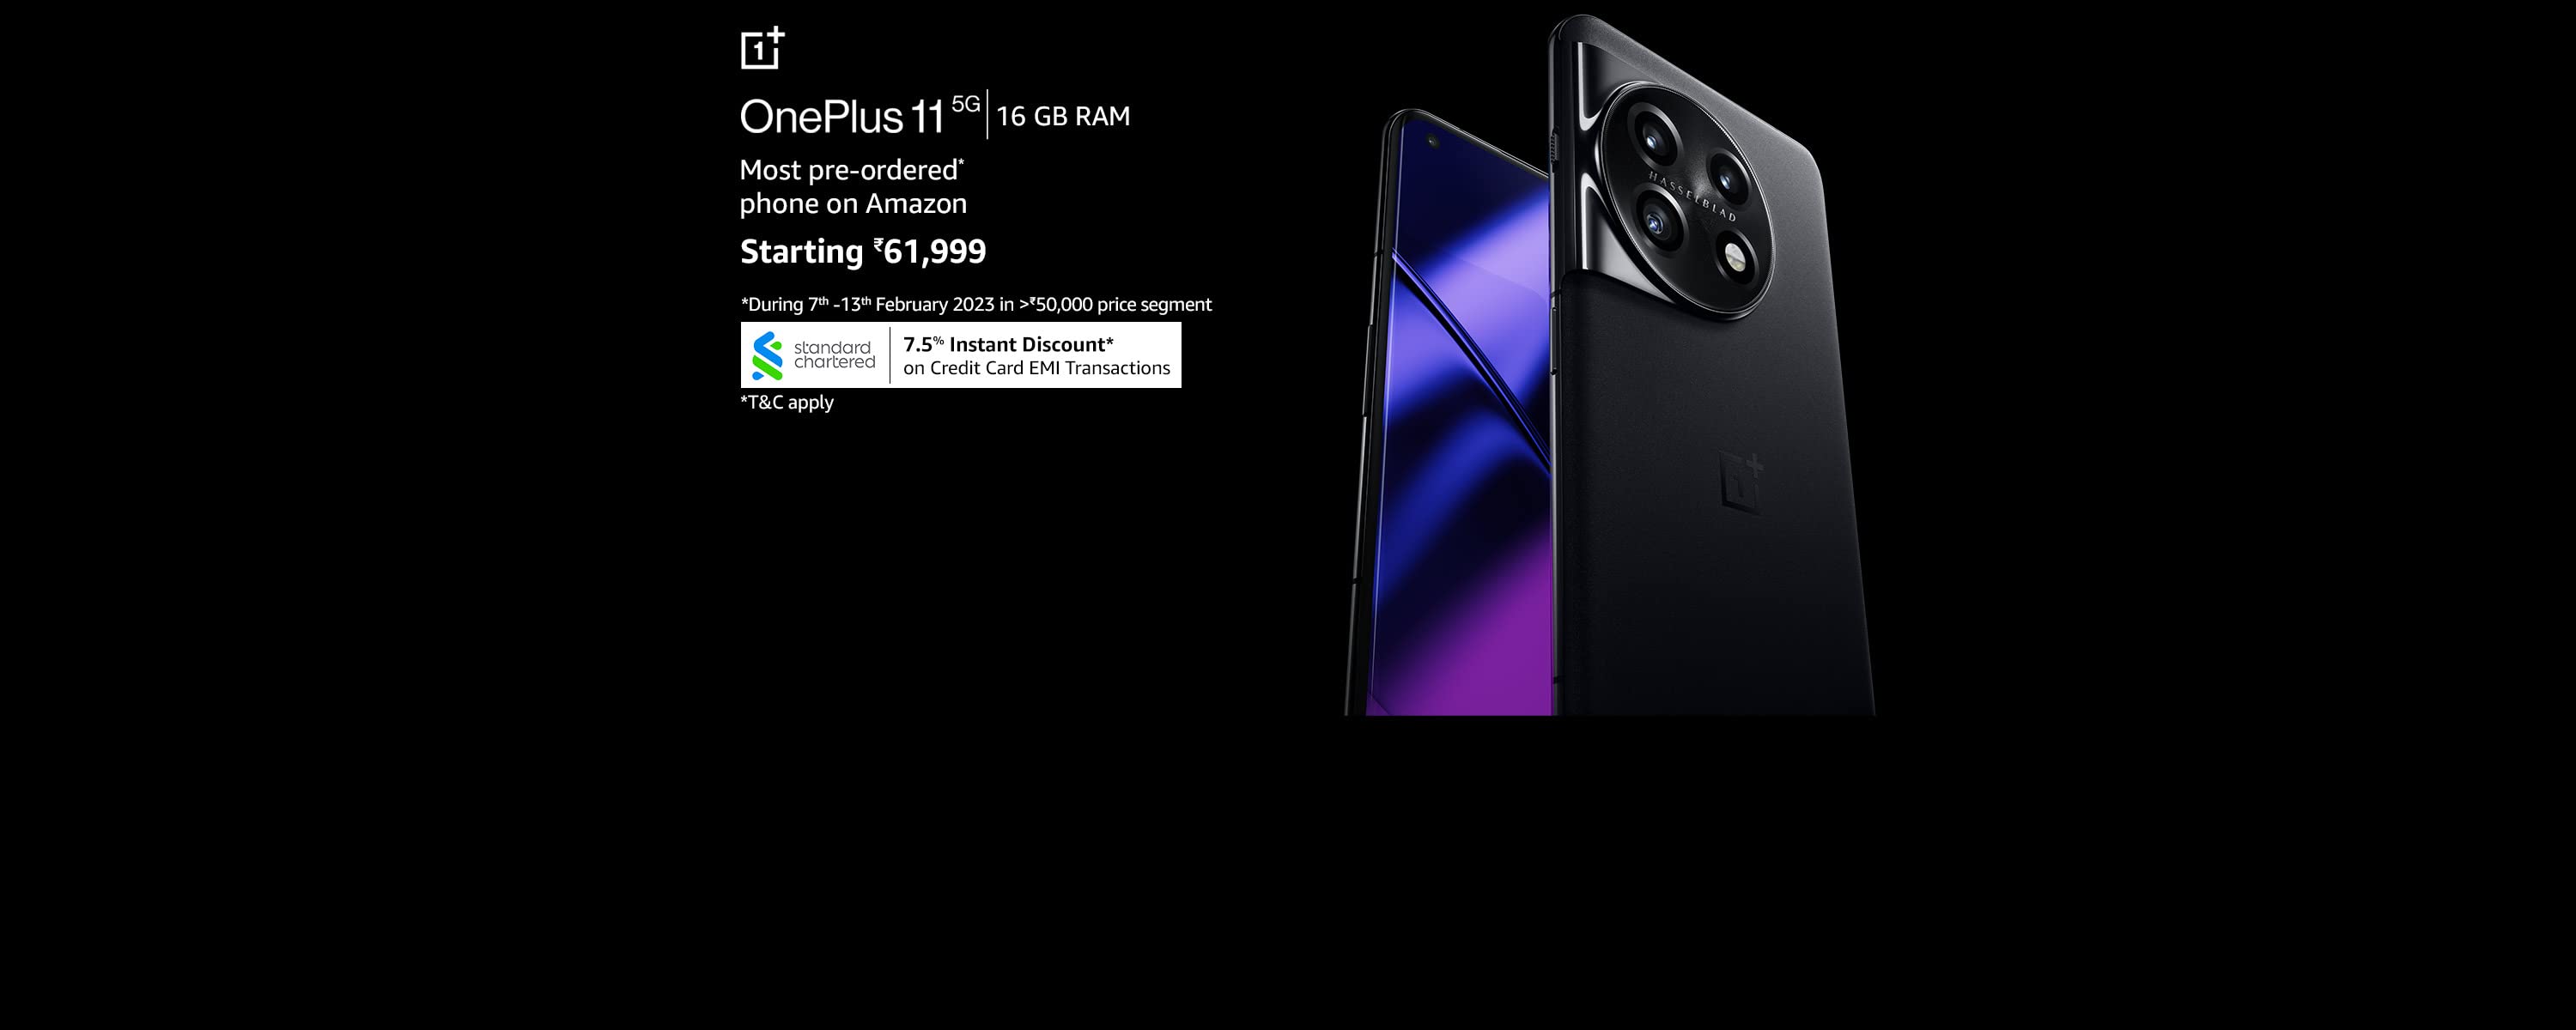 1+
OnePlus 11 5G | 16 GB RAM
Most pre-ordered*
phone on Amazon
Starting ₹61,999
*During 7th -13th February 2023 in >₹50,000 price segment
standard
chartered
7.5% Instant Discount*
on Credit Card EMI Transactions
*T&C apply
HASSELBLAD
1+